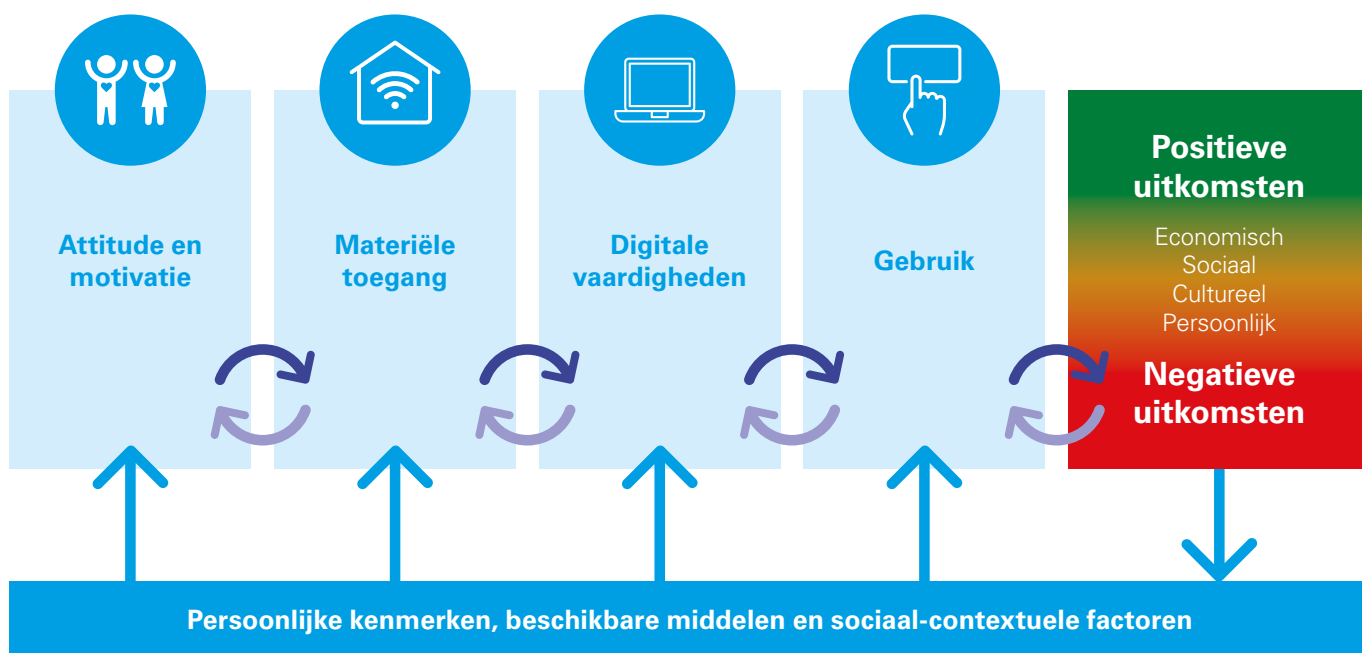 Attitude en
motivatie
Materiële
toegang
Digitale
vaardigheden
Gebruik
Positieve
uitkomsten
Economisch
Sociaal
Cultureel
Persoonlijk
Negatieve
uitkomsten
Persoonlijke kenmerken, beschikbare middelen en sociaal-contextuele factoren